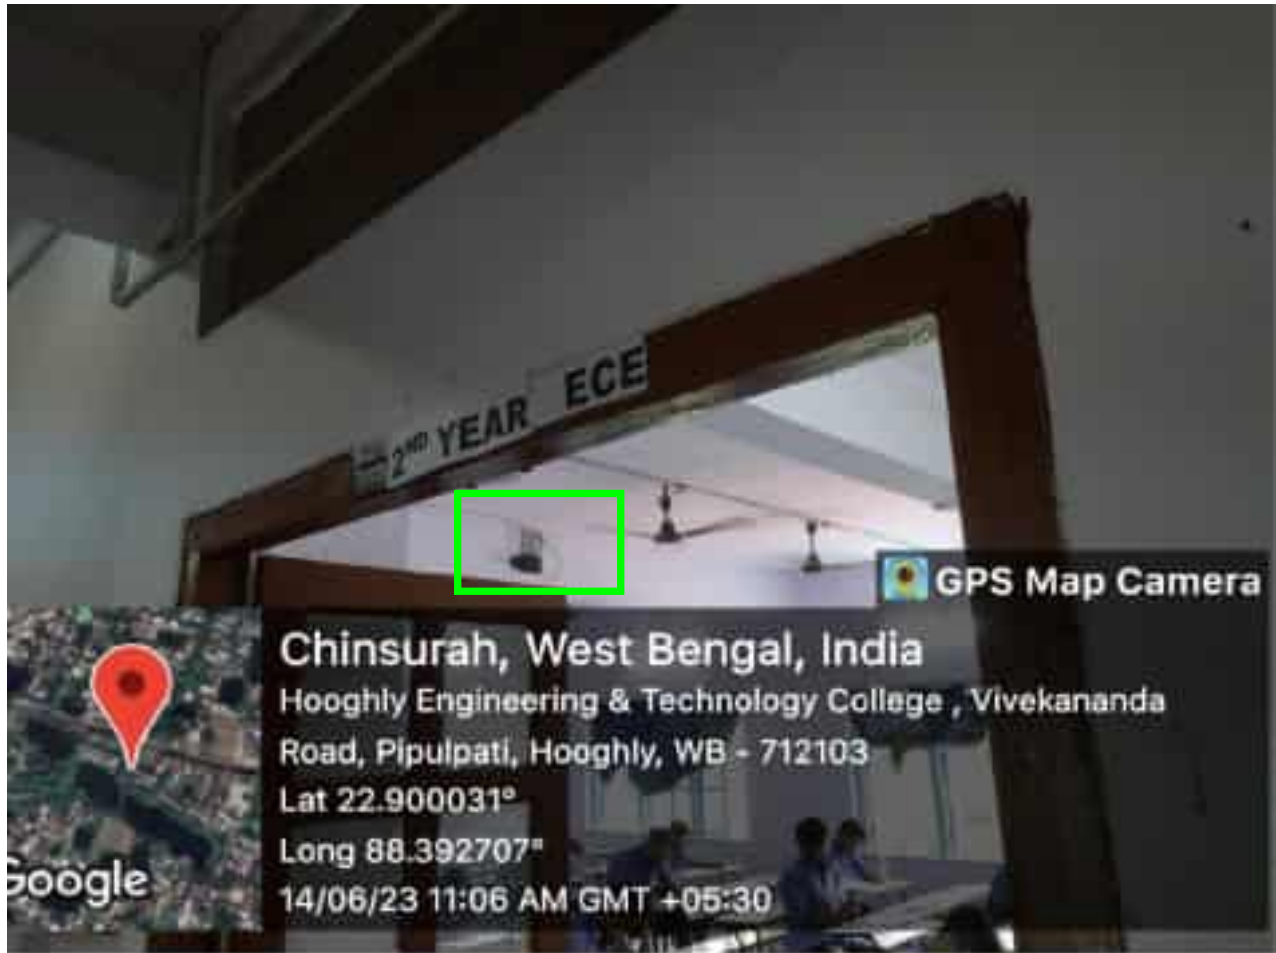 2ND YEAR ECE
GPS Map Camera
Chinsurah, West Bengal, India
Hooghly Engineering & Technology College , Vivekananda
Road, Pipulpati, Hooghly, WB - 712103
Lat 22.900031°
Long 88.392707°
14/06/23 11:06 AM GMT +05:30
Google